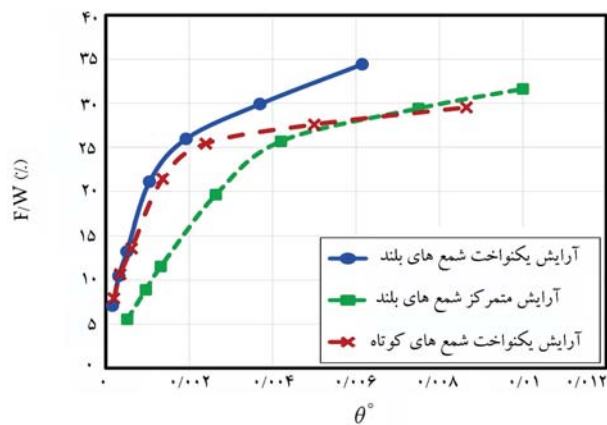 F/W (٪)
۴۰
۳۵
۳۰
۲۵
۲۰
۱۵
۱۰
۵
۰
آرایش یکنواخت شمع های بلند
آرایش متمرکز شمع های بلند
آرایش یکنواخت شمع های کوتاه
۰ ۰/۰۰۲ ۰/۰۰۴ ۰/۰۰۶ ۰/۰۰۸ ۰/۰۱ ۰/۰۱۲
θ°